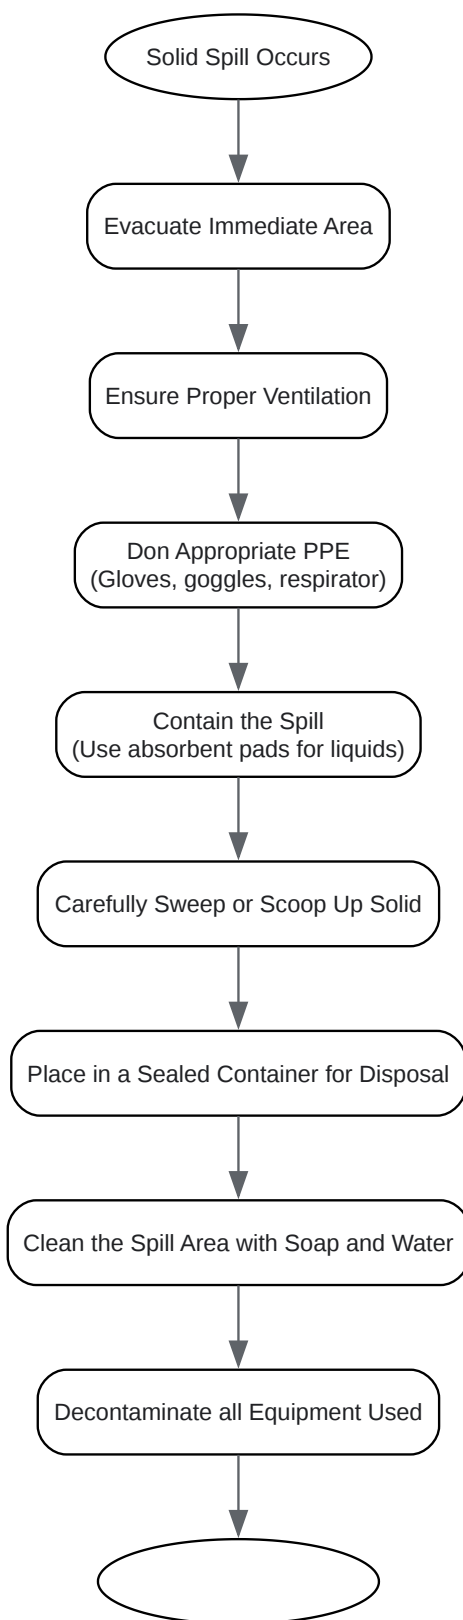 Solid Spill Occurs
Evacuate Immediate Area
Ensure Proper Ventilation
Don Appropriate PPE
(Gloves, goggles, respirator)
Contain the Spill
(Use absorbent pads for liquids)
Carefully Sweep or Scoop Up Solid
Place in a Sealed Container for Disposal
Clean the Spill Area with Soap and Water
Decontaminate all Equipment Used